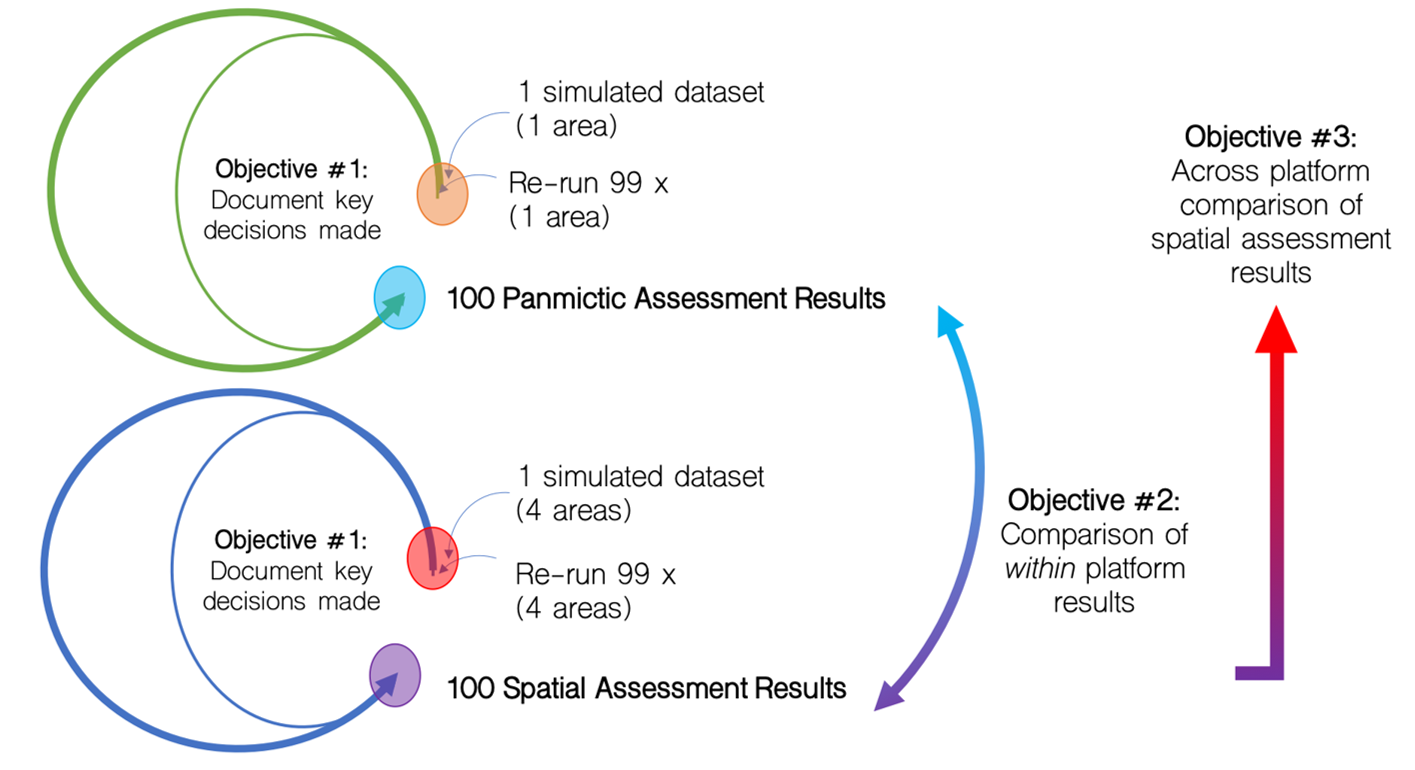 1 simulated dataset
(1 area)
Objective #1:
Document key
decisions made
Re-run 99 x
(1 area)
100 Panmictic Assessment Results
1 simulated dataset
(4 areas)
Objective #1:
Document key
decisions made
Re-run 99 x
(4 areas)
100 Spatial Assessment Results
Objective #2:
Comparison of
within platform
results
Objective #3:
Across platform
comparison of
spatial assessment
results